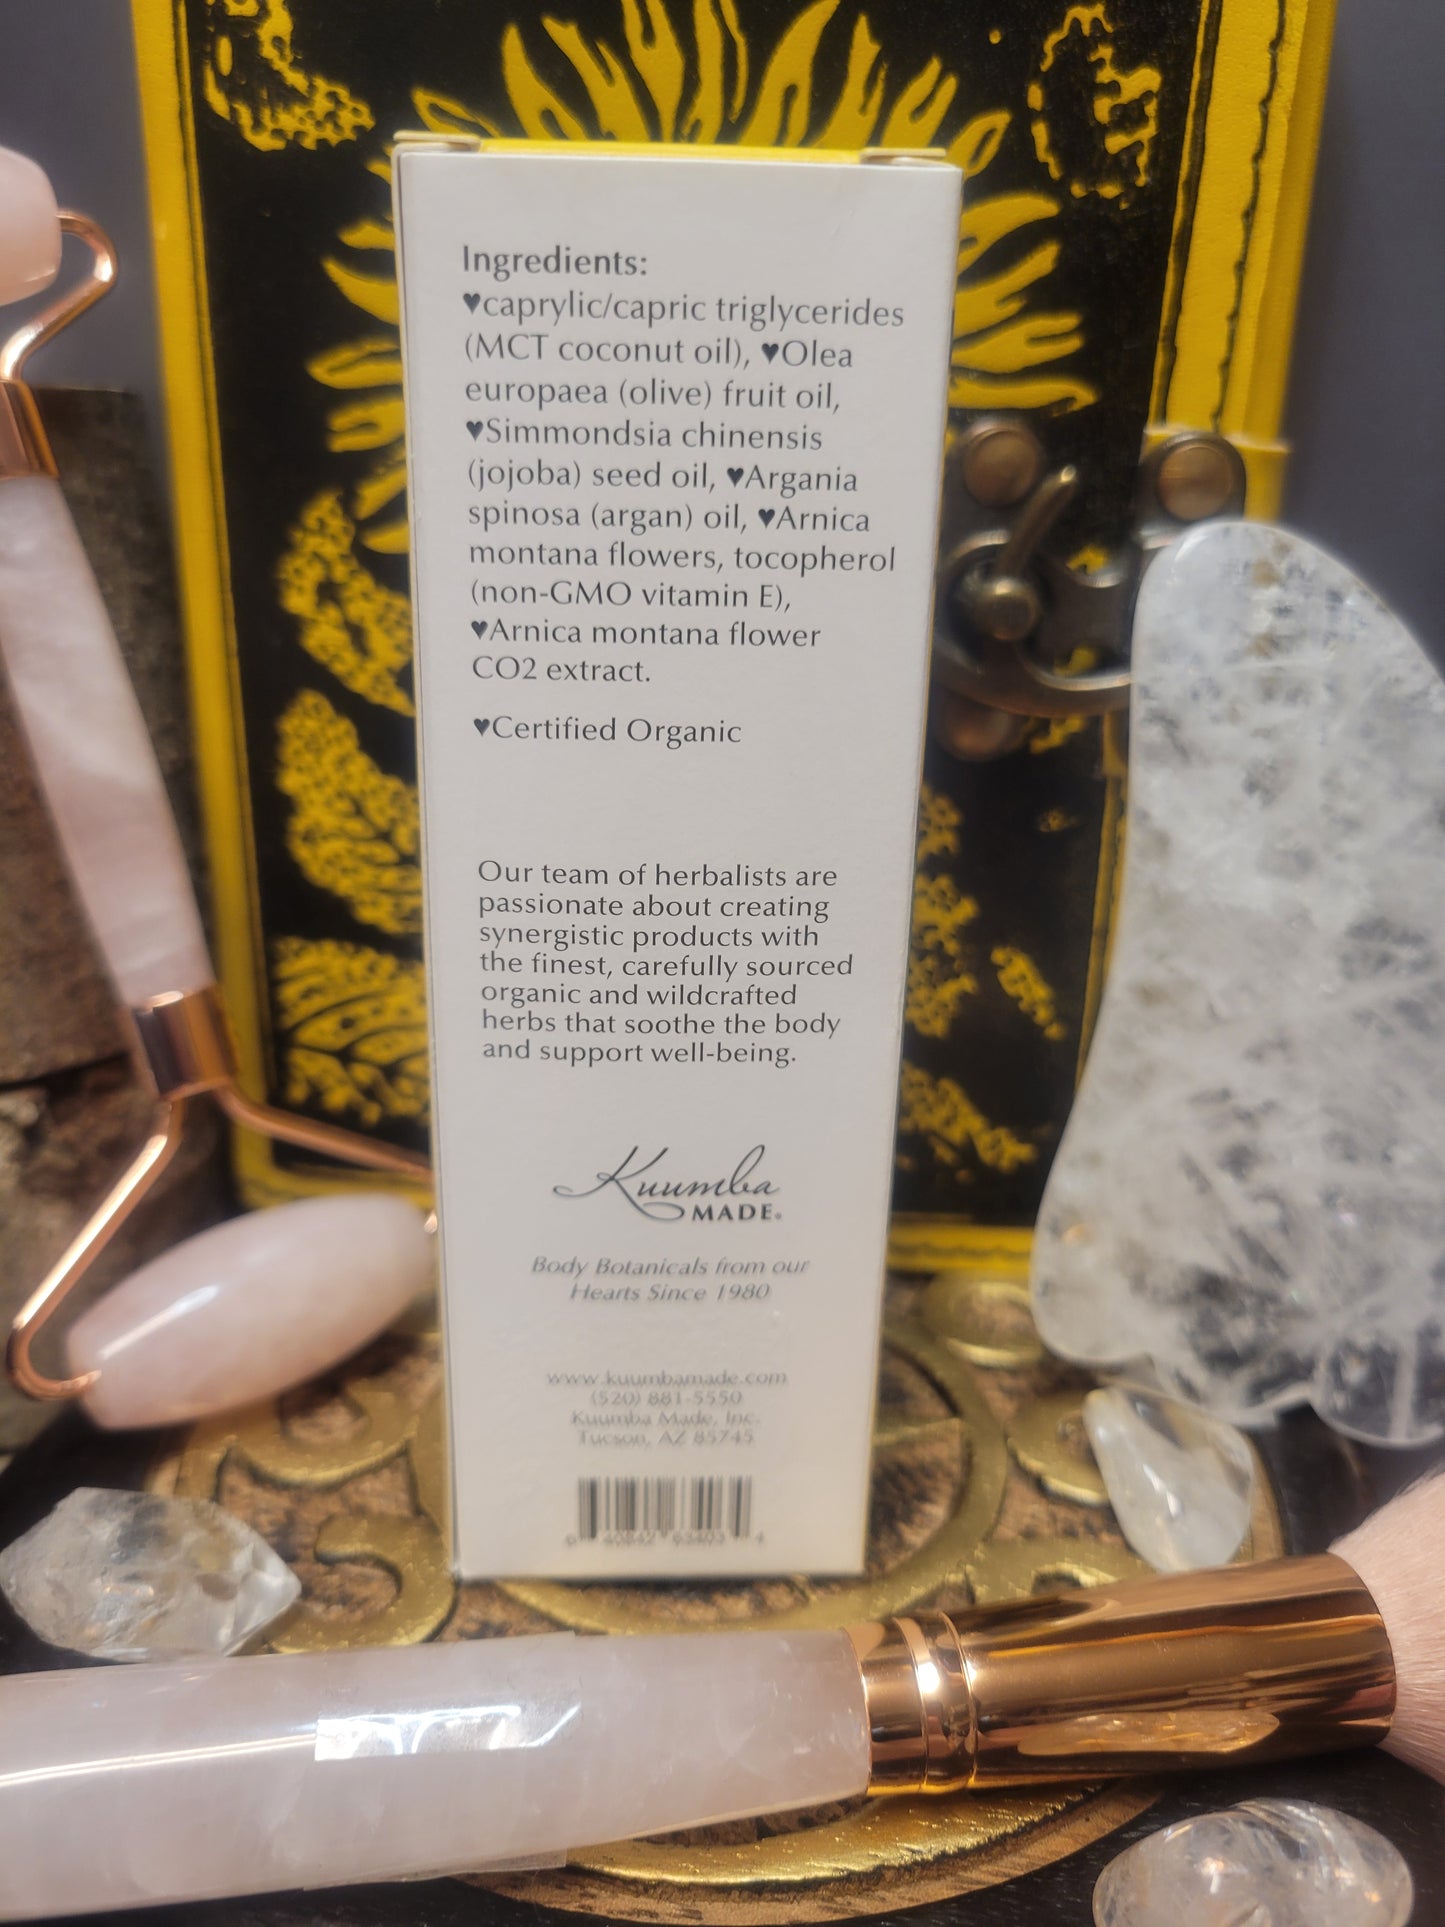 Ingredients:
♥caprylic/capric triglycerides
(MCT coconut oil), ♥Olea
europaea (olive) fruit oil,
♥Simmondsia chinensis
(jojoba) seed oil, ♥Argania
spinosa (argan) oil, ♥Arnica
montana flowers, tocopherol
(non-GMO vitamin E),
♥Arnica montana flower
CO2 extract.
♥Certified Organic
Our team of herbalists are
passionate about creating
synergistic products with
the finest, carefully sourced
organic and wildcrafted
herbs that soothe the body
and support well-being.
Kuumba
MADE®
Body Botanicals from our
Hearts Since 1980
www.kuumbamade.com
(520) 881-5550
Kuumba Made, Inc.
Tucson, AZ 85745